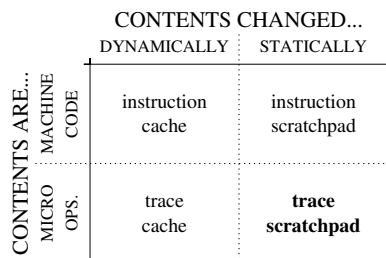 CONTENTS CHANGED...
DYNAMICALLY STATICALLY
CONTENTS ARE...
MACHINE
CODE
instruction
cache
instruction
scratchpad
MICRO
OPS.
trace
cache
trace
scratchpad